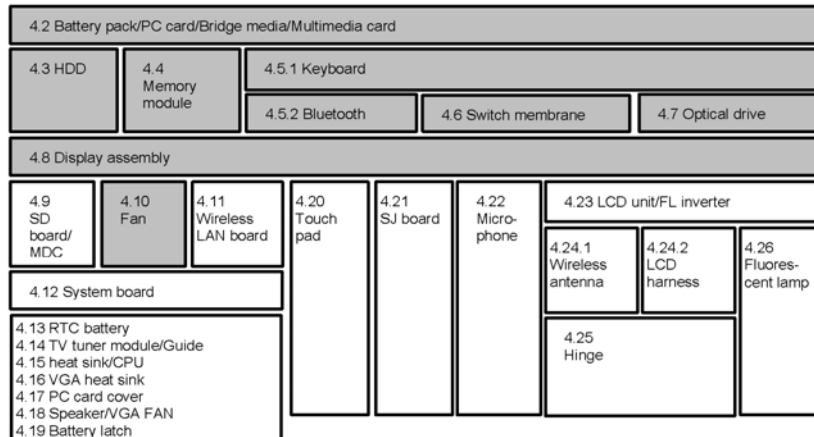 4.2 Battery pack/PC card/Bridge media/Multimedia card
4.3 HDD
4.4
Memory
module
4.5.1 Keyboard
4.5.2 Bluetooth
4.6 Switch membrane
4.7 Optical drive
4.8 Display assembly
4.9
SD
board/
MDC
4.10
Fan
4.11
Wireless
LAN board
4.20
Touch
pad
4.21
SJ board
4.22
Micro-
phone
4.23 LCD unit/FL inverter
4.24.1
Wireless
antenna
4.24.2
LCD
harness
4.26
Fluores-
cent lamp
4.12 System board
4.25
Hinge
4.13 RTC battery
4.14 TV tuner module/Guide
4.15 heat sink/CPU
4.16 VGA heat sink
4.17 PC card cover
4.18 Speaker/VGA FAN
4.19 Battery latch